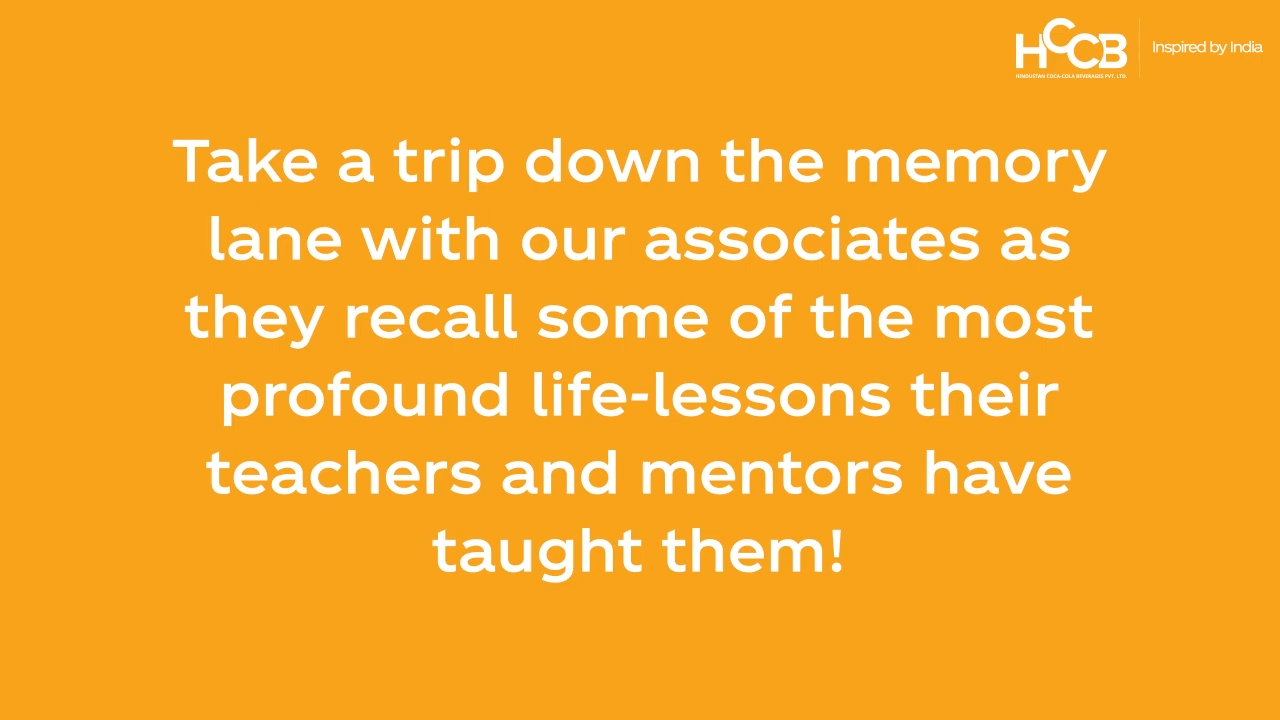 HCCB
HINDUSTAN COCA-COLA BEVERAGES PVT. LTD.
Inspired by India
Take a trip down the memory
lane with our associates as
they recall some of the most
profound life-lessons their
teachers and mentors have
taught them!